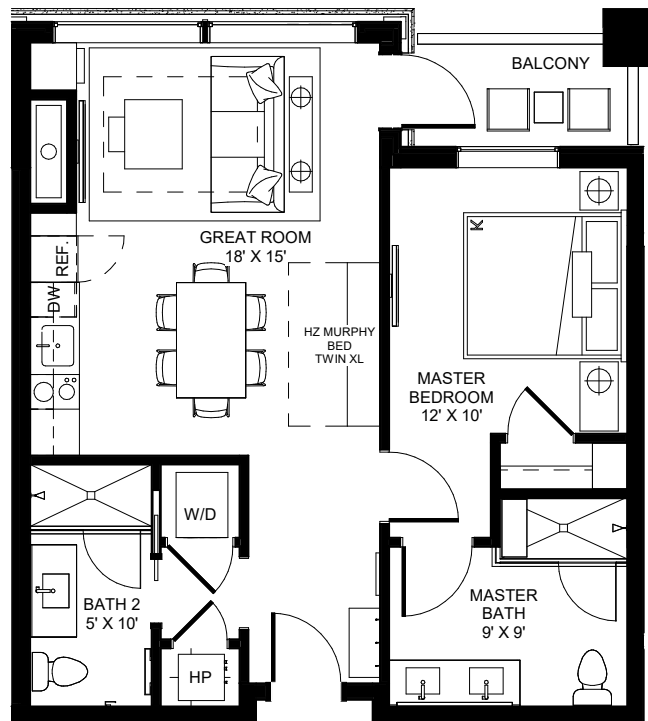 BALCONY
GREAT ROOM
18' X 15'
REF.
DW
K
HZ MURPHY
BED
TWIN XL
MASTER
BEDROOM
12' X 10'
W/D
BATH 2
5' X 10'
HP
MASTER
BATH
9' X 9'